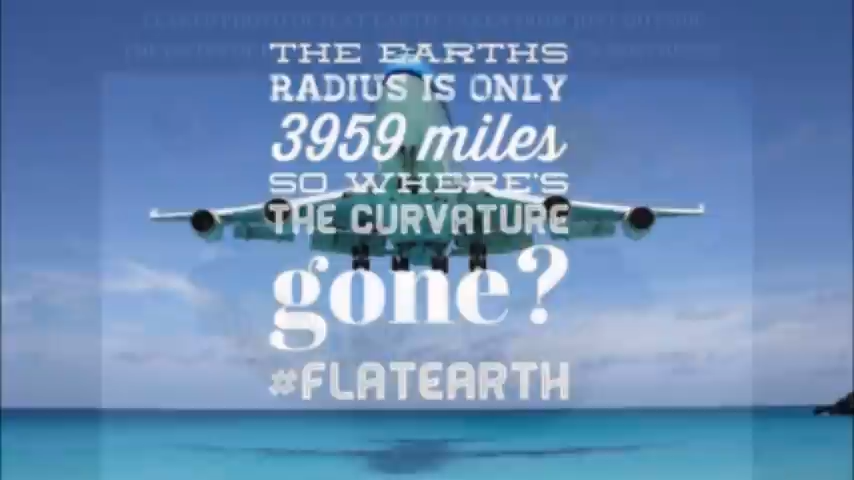 THE EARTHS
RADIUS IS ONLY
3959 miles
SO WHERE'S
THE CURVATURE
gone?
#FLATEARTH